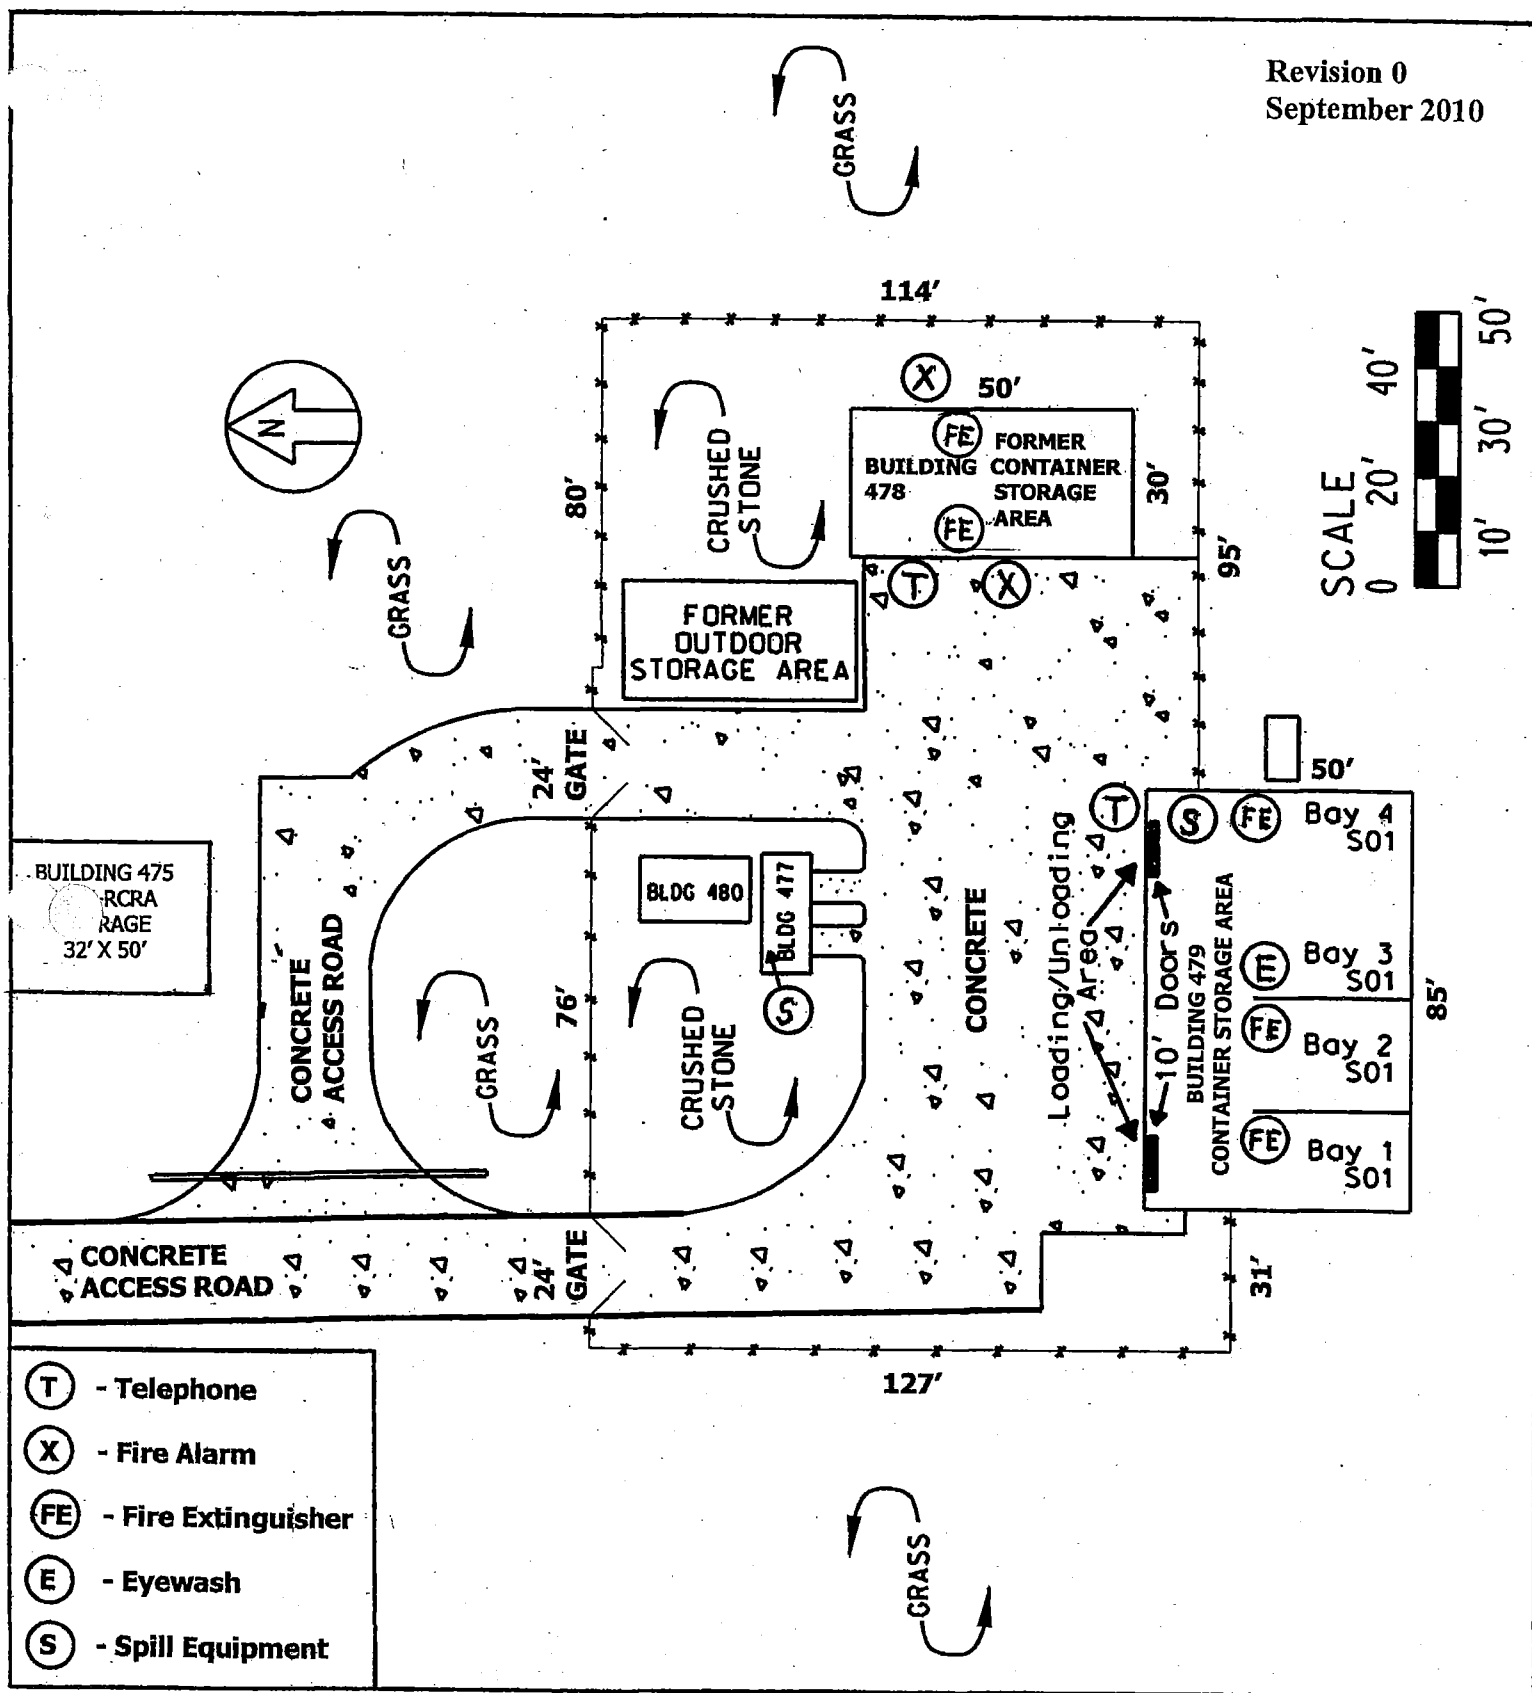 Revision 0
September 2010
GRASS
114'
N
X
50'
FE
FORMER
BUILDING CONTAINER
478 STORAGE
AREA
FE
30'
80'
CRUSHED
STONE
GRASS
T
X
95'
SCALE
0
10'
20'
30'
40'
50'
FORMER
OUTDOOR
STORAGE AREA
24'
GATE
BUILDING 475
RCRA
RAGE
32' X 50'
CONCRETE
ACCESS ROAD
BLDG 480
BLDG 477
S
GRASS
76'
CRUSHED
STONE
CONCRETE
Loading/Unloading
Area
10' Doors
T
S
FE
50'
Bay 4
S01
BUILDING 479
CONTAINER STORAGE AREA
E
Bay 3
S01
FE
Bay 2
S01
FE
Bay 1
S01
85'
31'
CONCRETE
ACCESS ROAD
24'
GATE
127'
T - Telephone
X - Fire Alarm
FE - Fire Extinguisher
E - Eyewash
S - Spill Equipment
GRASS